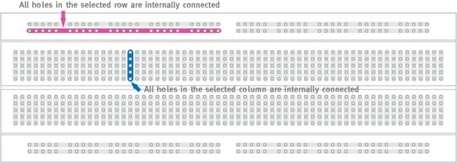 All holes in the selected row are internally connected
All holes in the selected column are internally connected